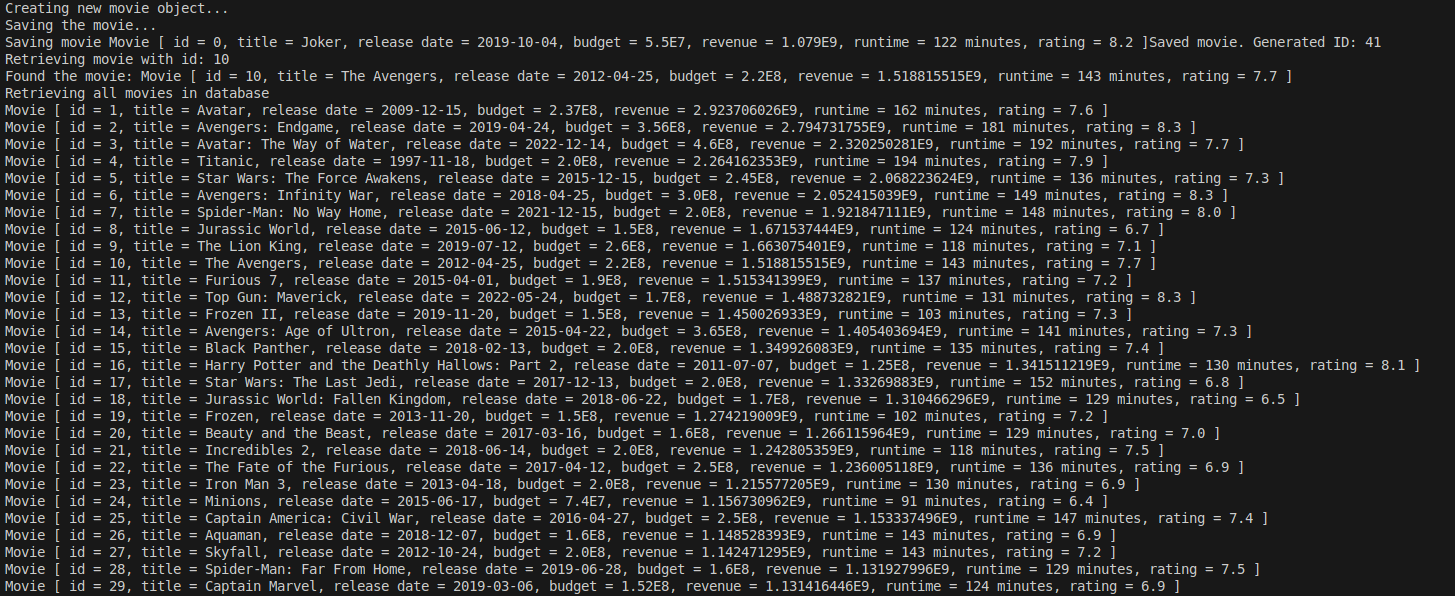 Creating new movie object...
Saving the movie...
Saving movie Movie [ id = 0, title = Joker, release date = 2019-10-04, budget = 5.5E7, revenue = 1.079E9, runtime = 122 minutes, rating = 8.2 ]Saved movie. Generated ID: 41
Retrieving movie with id: 10
Found the movie: Movie [ id = 10, title = The Avengers, release date = 2012-04-25, budget = 2.2E8, revenue = 1.518815515E9, runtime = 143 minutes, rating = 7.7 ]
Retrieving all movies in database
Movie [ id = 1, title = Avatar, release date = 2009-12-15, budget = 2.37E8, revenue = 2.923706026E9, runtime = 162 minutes, rating = 7.6 ]
Movie [ id = 2, title = Avengers: Endgame, release date = 2019-04-24, budget = 3.56E8, revenue = 2.794731755E9, runtime = 181 minutes, rating = 8.3 ]
Movie [ id = 3, title = Avatar: The Way of Water, release date = 2022-12-14, budget = 4.6E8, revenue = 2.320250281E9, runtime = 192 minutes, rating = 7.7 ]
Movie [ id = 4, title = Titanic, release date = 1997-11-18, budget = 2.0E8, revenue = 2.264162353E9, runtime = 194 minutes, rating = 7.9 ]
Movie [ id = 5, title = Star Wars: The Force Awakens, release date = 2015-12-15, budget = 2.45E8, revenue = 2.068223624E9, runtime = 136 minutes, rating = 7.3 ]
Movie [ id = 6, title = Avengers: Infinity War, release date = 2018-04-25, budget = 3.0E8, revenue = 2.052415039E9, runtime = 149 minutes, rating = 8.3 ]
Movie [ id = 7, title = Spider-Man: No Way Home, release date = 2021-12-15, budget = 2.0E8, revenue = 1.921847111E9, runtime = 148 minutes, rating = 8.0 ]
Movie [ id = 8, title = Jurassic World, release date = 2015-06-12, budget = 1.5E8, revenue = 1.671537444E9, runtime = 124 minutes, rating = 6.7 ]
Movie [ id = 9, title = The Lion King, release date = 2019-07-12, budget = 2.6E8, revenue = 1.663075401E9, runtime = 118 minutes, rating = 7.1 ]
Movie [ id = 10, title = The Avengers, release date = 2012-04-25, budget = 2.2E8, revenue = 1.518815515E9, runtime = 143 minutes, rating = 7.7 ]
Movie [ id = 11, title = Furious 7, release date = 2015-04-01, budget = 1.9E8, revenue = 1.515341399E9, runtime = 137 minutes, rating = 7.2 ]
Movie [ id = 12, title = Top Gun: Maverick, release date = 2022-05-24, budget = 1.7E8, revenue = 1.488732821E9, runtime = 131 minutes, rating = 8.3 ]
Movie [ id = 13, title = Frozen II, release date = 2019-11-20, budget = 1.5E8, revenue = 1.450026933E9, runtime = 103 minutes, rating = 7.3 ]
Movie [ id = 14, title = Avengers: Age of Ultron, release date = 2015-04-22, budget = 3.65E8, revenue = 1.405403694E9, runtime = 141 minutes, rating = 7.3 ]
Movie [ id = 15, title = Black Panther, release date = 2018-02-13, budget = 2.0E8, revenue = 1.349926083E9, runtime = 135 minutes, rating = 7.4 ]
Movie [ id = 16, title = Harry Potter and the Deathly Hallows: Part 2, release date = 2011-07-07, budget = 1.25E8, revenue = 1.341511219E9, runtime = 130 minutes, rating = 8.1 ]
Movie [ id = 17, title = Star Wars: The Last Jedi, release date = 2017-12-13, budget = 2.0E8, revenue = 1.33269883E9, runtime = 152 minutes, rating = 6.8 ]
Movie [ id = 18, title = Jurassic World: Fallen Kingdom, release date = 2018-06-22, budget = 1.7E8, revenue = 1.310466296E9, runtime = 129 minutes, rating = 6.5 ]
Movie [ id = 19, title = Frozen, release date = 2013-11-20, budget = 1.5E8, revenue = 1.274219009E9, runtime = 102 minutes, rating = 7.2 ]
Movie [ id = 20, title = Beauty and the Beast, release date = 2017-03-16, budget = 1.6E8, revenue = 1.266115964E9, runtime = 129 minutes, rating = 7.0 ]
Movie [ id = 21, title = Incredibles 2, release date = 2018-06-14, budget = 2.0E8, revenue = 1.242805359E9, runtime = 118 minutes, rating = 7.5 ]
Movie [ id = 22, title = The Fate of the Furious, release date = 2017-04-12, budget = 2.5E8, revenue = 1.236005118E9, runtime = 136 minutes, rating = 6.9 ]
Movie [ id = 23, title = Iron Man 3, release date = 2013-04-18, budget = 2.0E8, revenue = 1.215577205E9, runtime = 130 minutes, rating = 6.9 ]
Movie [ id = 24, title = Minions, release date = 2015-06-17, budget = 7.4E7, revenue = 1.156730962E9, runtime = 91 minutes, rating = 6.4 ]
Movie [ id = 25, title = Captain America: Civil War, release date = 2016-04-27, budget = 2.5E8, revenue = 1.153337496E9, runtime = 147 minutes, rating = 7.4 ]
Movie [ id = 26, title = Aquaman, release date = 2018-12-07, budget = 1.6E8, revenue = 1.148528393E9, runtime = 143 minutes, rating = 6.9 ]
Movie [ id = 27, title = Skyfall, release date = 2012-10-24, budget = 2.0E8, revenue = 1.142471295E9, runtime = 143 minutes, rating = 7.2 ]
Movie [ id = 28, title = Spider-Man: Far From Home, release date = 2019-06-28, budget = 1.6E8, revenue = 1.131927996E9, runtime = 129 minutes, rating = 7.5 ]
Movie [ id = 29, title = Captain Marvel, release date = 2019-03-06, budget = 1.52E8, revenue = 1.131416446E9, runtime = 124 minutes, rating = 6.9 ]